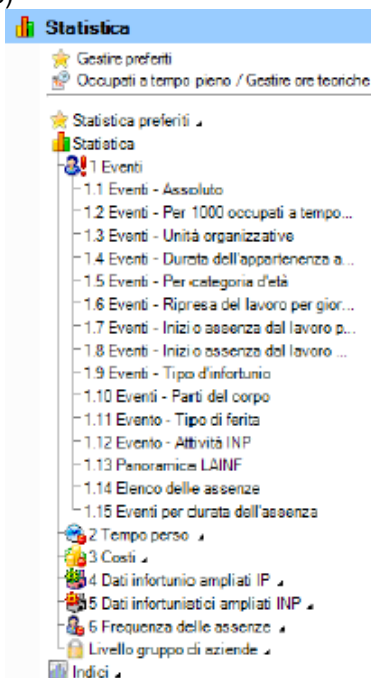 Statistica
Gestire preferiti
Occupati a tempo pieno / Gestire ore teoriche
Statistica preferiti
Statistica
1 Eventi
1.1 Eventi - Assoluto
1.2 Eventi - Per 1000 occupati a tempo...
1.3 Eventi - Unità organizzative
1.4 Eventi - Durata dell'appartenenza a...
1.5 Eventi - Per categoria d'età
1.6 Eventi - Ripresa del lavoro per gior...
1.7 Eventi - Inizio assenza dal lavoro p...
1.8 Eventi - Inizio assenza dal lavoro ...
1.9 Eventi - Tipo d'infortunio
1.10 Eventi - Parti del corpo
1.11 Evento - Tipo di ferita
1.12 Evento - Attività INP
1.13 Panoramica LAINF
1.14 Elenco delle assenze
1.15 Eventi per durata dell'assenza
2 Tempo perso
3 Costi
4 Dati infortunio ampliati IP
5 Dati infortunistici ampliati INP
6 Frequenza delle assenze
Livello gruppo di aziende
Indici